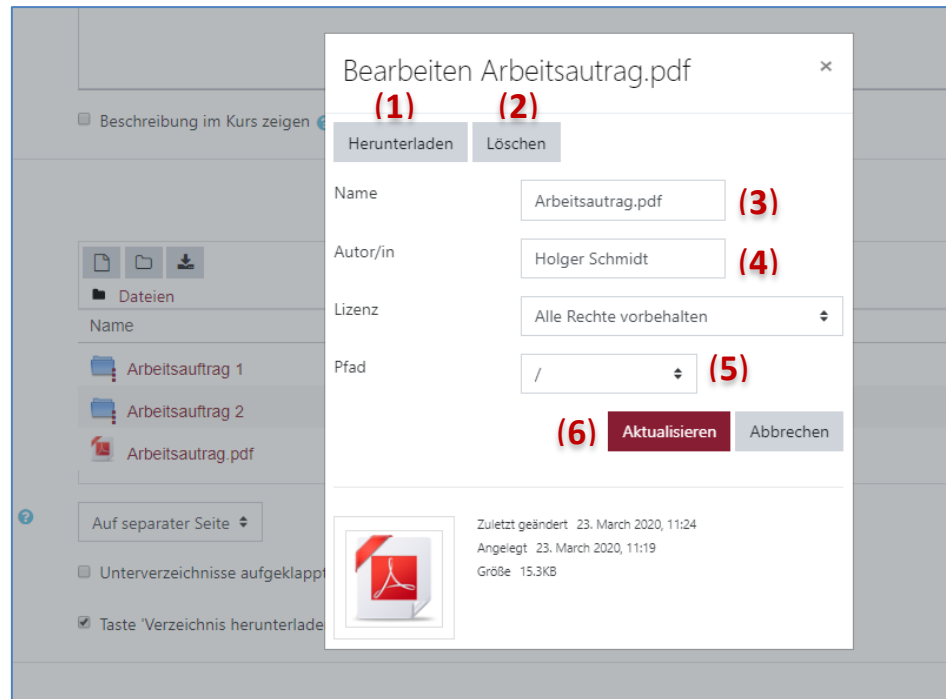 Bearbeiten Arbeitsautrag.pdf ×
(1) (2)
Herunterladen Löschen
Name Arbeitsautrag.pdf (3)
Autor/in Holger Schmidt (4)
Lizenz Alle Rechte vorbehalten
Pfad / (5)
(6) Aktualisieren Abbrechen
Zuletzt geändert 23. March 2020, 11:24
Angelegt 23. March 2020, 11:19
Größe 15.3KB
Beschreibung im Kurs zeigen
Dateien
Name
Arbeitsauftrag 1
Arbeitsauftrag 2
Arbeitsautrag.pdf
? Auf separater Seite
Unterverzeichnisse aufgeklappt
Taste 'Verzeichnis herunterlade